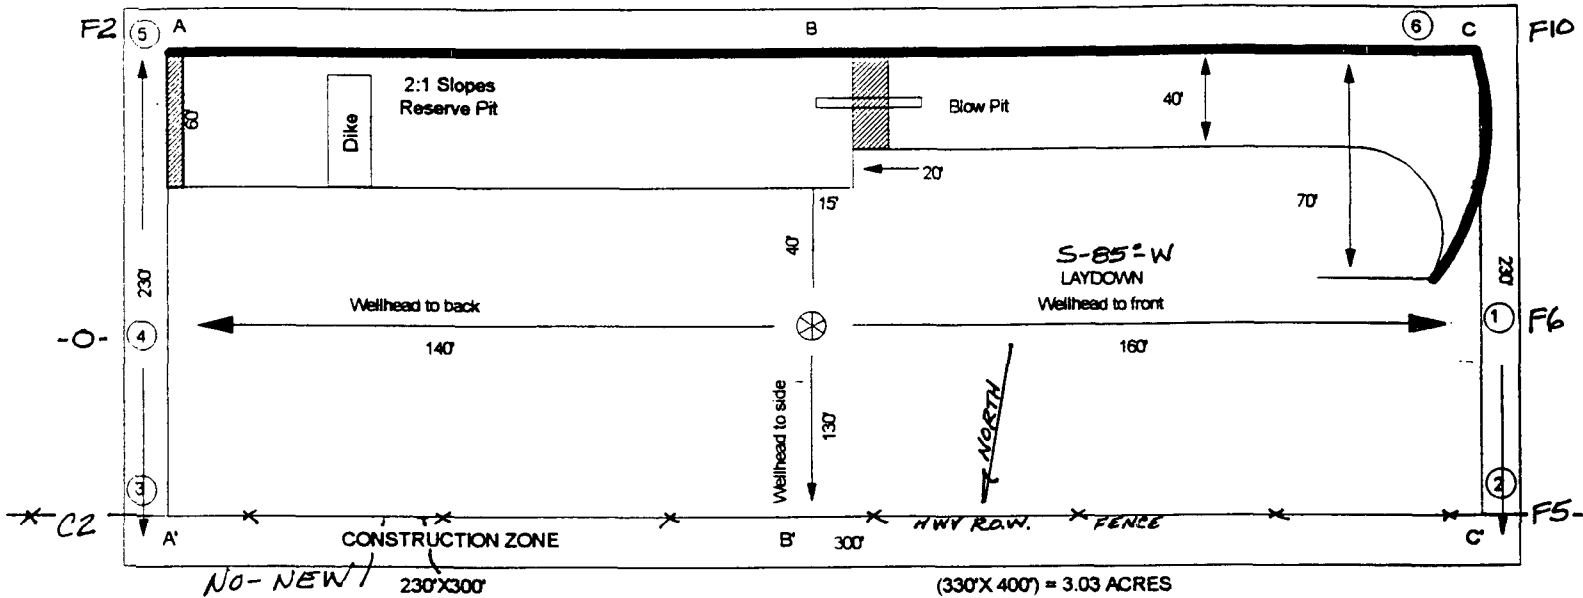 F2 5 A B 6 C F10
2:1 Slopes
Reserve Pit
60'
Dike
Blow Pit
40'
20'
15'
70'
40'
S-85°-W
LAYDOWN
230'
230'
Wellhead to back
Wellhead to front
-0- 4 1 F6
140' 160'
Wellhead to side
130'
NORTH
3 2
C2 F5-
HWY R.O.W. FENCE
A' CONSTRUCTION ZONE B' 300' C'
NO-NEW 230'X300' (330'X 400') = 3.03 ACRES